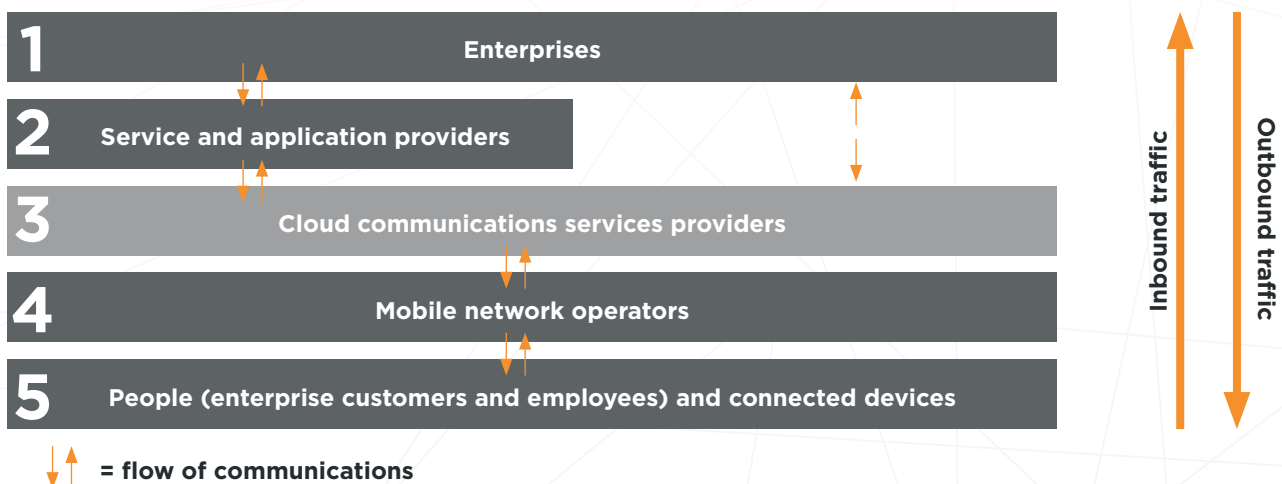 1 Enterprises
2 Service and application providers
3 Cloud communications services providers
4 Mobile network operators
5 People (enterprise customers and employees) and connected devices
= flow of communications
Inbound traffic
Outbound traffic